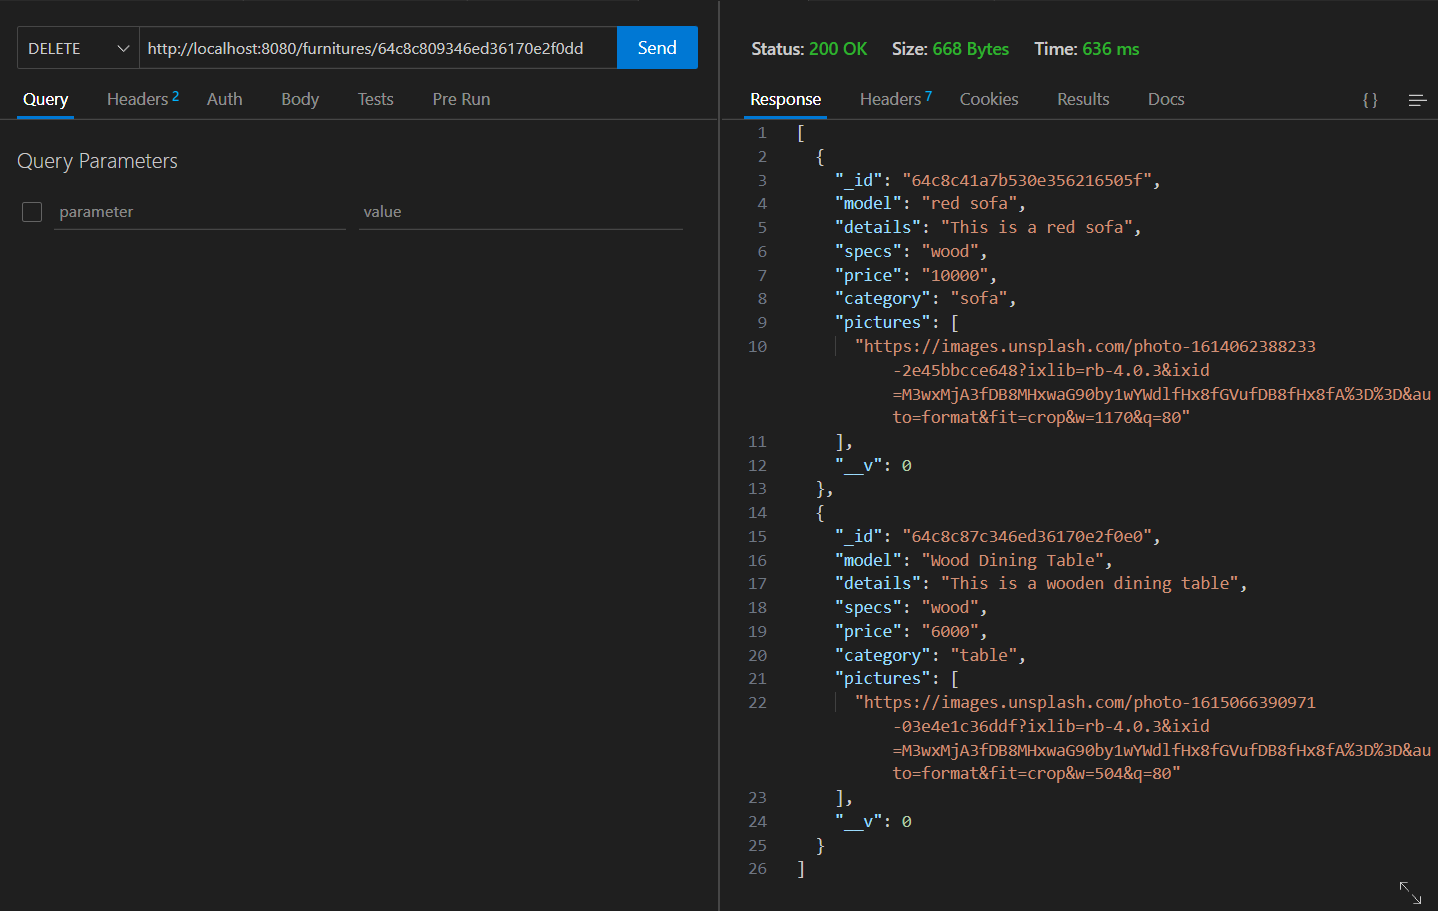 DELETE
http://localhost:8080/furnitures/64c8c809346ed36170e2f0dd
Send
Query
Headers 2
Auth
Body
Tests
Pre Run
Query Parameters
parameter
value
Status: 200 OK
Size: 668 Bytes
Time: 636 ms
Response
Headers 7
Cookies
Results
Docs
{ }
1 [
2 {
3 "_id": "64c8c41a7b530e356216505f",
4 "model": "red sofa",
5 "details": "This is a red sofa",
6 "specs": "wood",
7 "price": "10000",
8 "category": "sofa",
9 "pictures": [
10 "https://images.unsplash.com/photo-1614062388233
-2e45bbcce648?ixlib=rb-4.0.3&ixid
=M3wxMjA3fDB8MHxwaG90by1wYWdlfHx8fGVufDB8fHx8fA%3D%3D&au
to=format&fit=crop&w=1170&q=80"
11 ],
12 "__v": 0
13 },
14 {
15 "_id": "64c8c87c346ed36170e2f0e0",
16 "model": "Wood Dining Table",
17 "details": "This is a wooden dining table",
18 "specs": "wood",
19 "price": "6000",
20 "category": "table",
21 "pictures": [
22 "https://images.unsplash.com/photo-1615066390971
-03e4e1c36ddf?ixlib=rb-4.0.3&ixid
=M3wxMjA3fDB8MHxwaG90by1wYWdlfHx8fGVufDB8fHx8fA%3D%3D&au
to=format&fit=crop&w=504&q=80"
23 ],
24 "__v": 0
25 }
26 ]